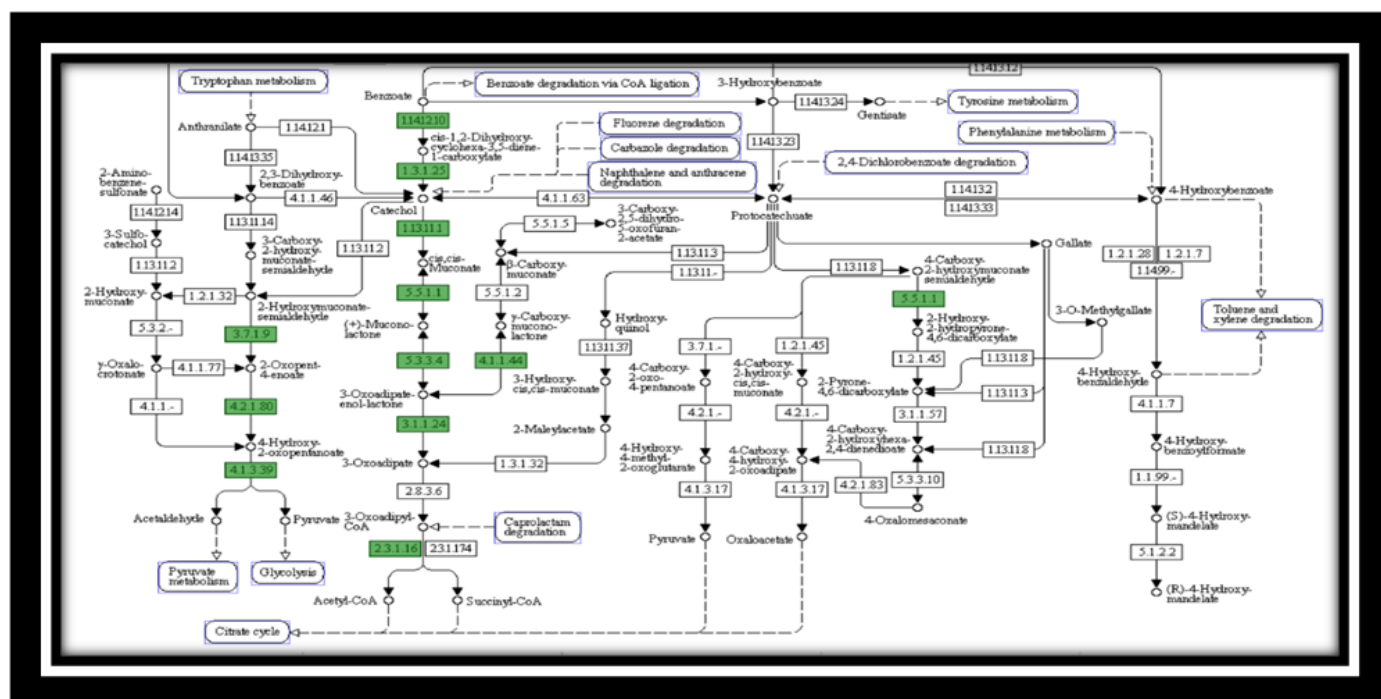 1.14.13.12
Tryptophan metabolism
Benzoate degradation via CoA ligation
3-Hydroxybenzoate
Benzoate
1.14.13.24
Gentisate
Tyrosine metabolism
Anthranilate
1.14.12.1
1.14.12.10
Fluorene degradation
Phenylalanine metabolism
cis-1,2-Dihydroxy-
cyclohexa-3,5-diene-
1-carboxylate
Carbazole degradation
1.14.13.23
1.14.13.35
1.3.1.25
Naphthalene and anthracene
degradation
2,4-Dichlorobenzoate degradation
2-Amino-
benzene-
sulfonate
2,3-Dihydroxy-
benzoate
4.1.1.46
Catechol
4.1.1.63
Protocatechuate
1.14.13.2
1.14.13.33
4-Hydroxybenzoate
1.14.12.14
1.13.11.14
3-Sulfo-
catechol
1.13.11.2
1.13.11.2
3-Carboxy-
2-hydroxy-
muconate-
semialdehyde
1.13.11.1
cis,cis-
Muconate
5.5.1.5
3-Carboxy-
2,5-dihydro-
5-oxofuran-
2-acetate
β-Carboxy-
muconate
1.13.11.3
1.13.11.-
1.13.11.8
4-Carboxy-
2-hydroxymuconate
semialdehyde
Gallate
1.2.1.28
1.2.1.7
1.14.99.-
2-Hydroxy-
muconate
1.2.1.32
2-Hydroxymuconate-
semialdehyde
5.5.1.1
5.5.1.2
5.5.1.1
5.3.2.-
3.7.1.9
(+)-Mucono-
lactone
γ-Carboxy-
mucono-
lactone
Hydroxy-
quinol
2-Hydroxy-
2-hydropyrone-
4,6-dicarboxylate
3-O-Methylgallate
Toluene and
xylene degradation
1.13.11.37
3.7.1.-
1.2.1.45
1.2.1.45
1.13.11.8
γ-Oxalo-
crotonate
4.1.1.77
2-Oxopent-
4-enoate
5.3.3.4
4.1.1.44
3-Hydroxy-
cis,cis-muconate
4-Carboxy-
2-oxo-
4-pentanoate
4-Carboxy-
2-hydroxy-
cis,cis-
muconate
2-Pyrone-
4,6-dicarboxylate
1.13.11.3
4-Hydroxy-
benzaldehyde
4.1.1.-
4.2.1.80
3-Oxoadipate-
enol-lactone
3.1.1.24
2-Maleylacetate
4.2.1.-
4.2.1.-
3.1.1.57
4.1.1.7
4-Hydroxy-
2-oxopentanoate
4.1.3.39
3-Oxoadipate
1.3.1.32
4-Hydroxy-
4-methyl-
2-oxoglutarate
4-Carboxy-
4-hydroxy-
2-oxoadipate
4-Carboxy-
2-hydroxyhexa-
2,4-dienedioate
1.13.11.8
4-Hydroxy-
benzoylformate
2.8.3.6
4.1.3.17
4.1.3.17
4.2.1.83
5.3.3.10
1.1.99.-
Acetaldehyde
Pyruvate
3-Oxoadipyl-
CoA
Caprolactam
degradation
4-Oxalomesaconate
(S)-4-Hydroxy-
mandelate
Pyruvate
Oxaloacetate
2.3.1.16
2.3.1.174
5.1.2.2
Pyruvate
metabolism
Glycolysis
Acetyl-CoA
Succinyl-CoA
(R)-4-Hydroxy-
mandelate
Citrate cycle